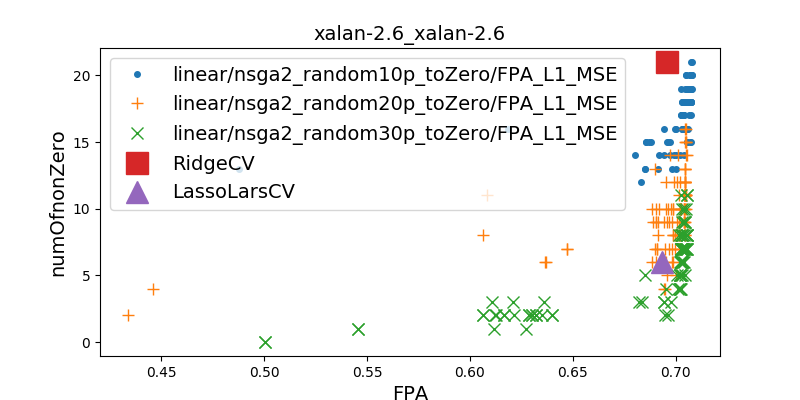 xalan-2.6_xalan-2.6
linear/nsga2_random10p_toZero/FPA_L1_MSE
linear/nsga2_random20p_toZero/FPA_L1_MSE
linear/nsga2_random30p_toZero/FPA_L1_MSE
RidgeCV
LassoLarsCV
numOfnonZero
20
15
10
5
0
0.45
0.50
0.55
0.60
0.65
0.70
FPA